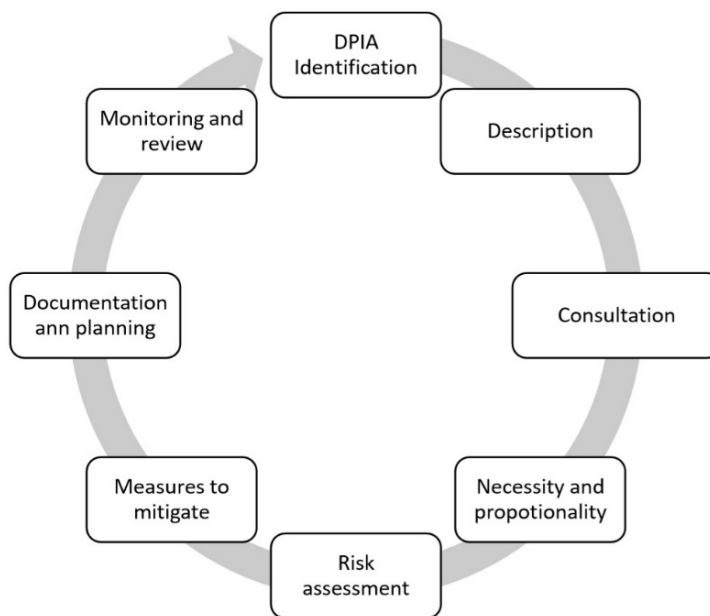 DPIA
Identification
Description
Consultation
Necessity and
propotionality
Risk
assessment
Measures to
mitigate
Documentation
ann planning
Monitoring and
review